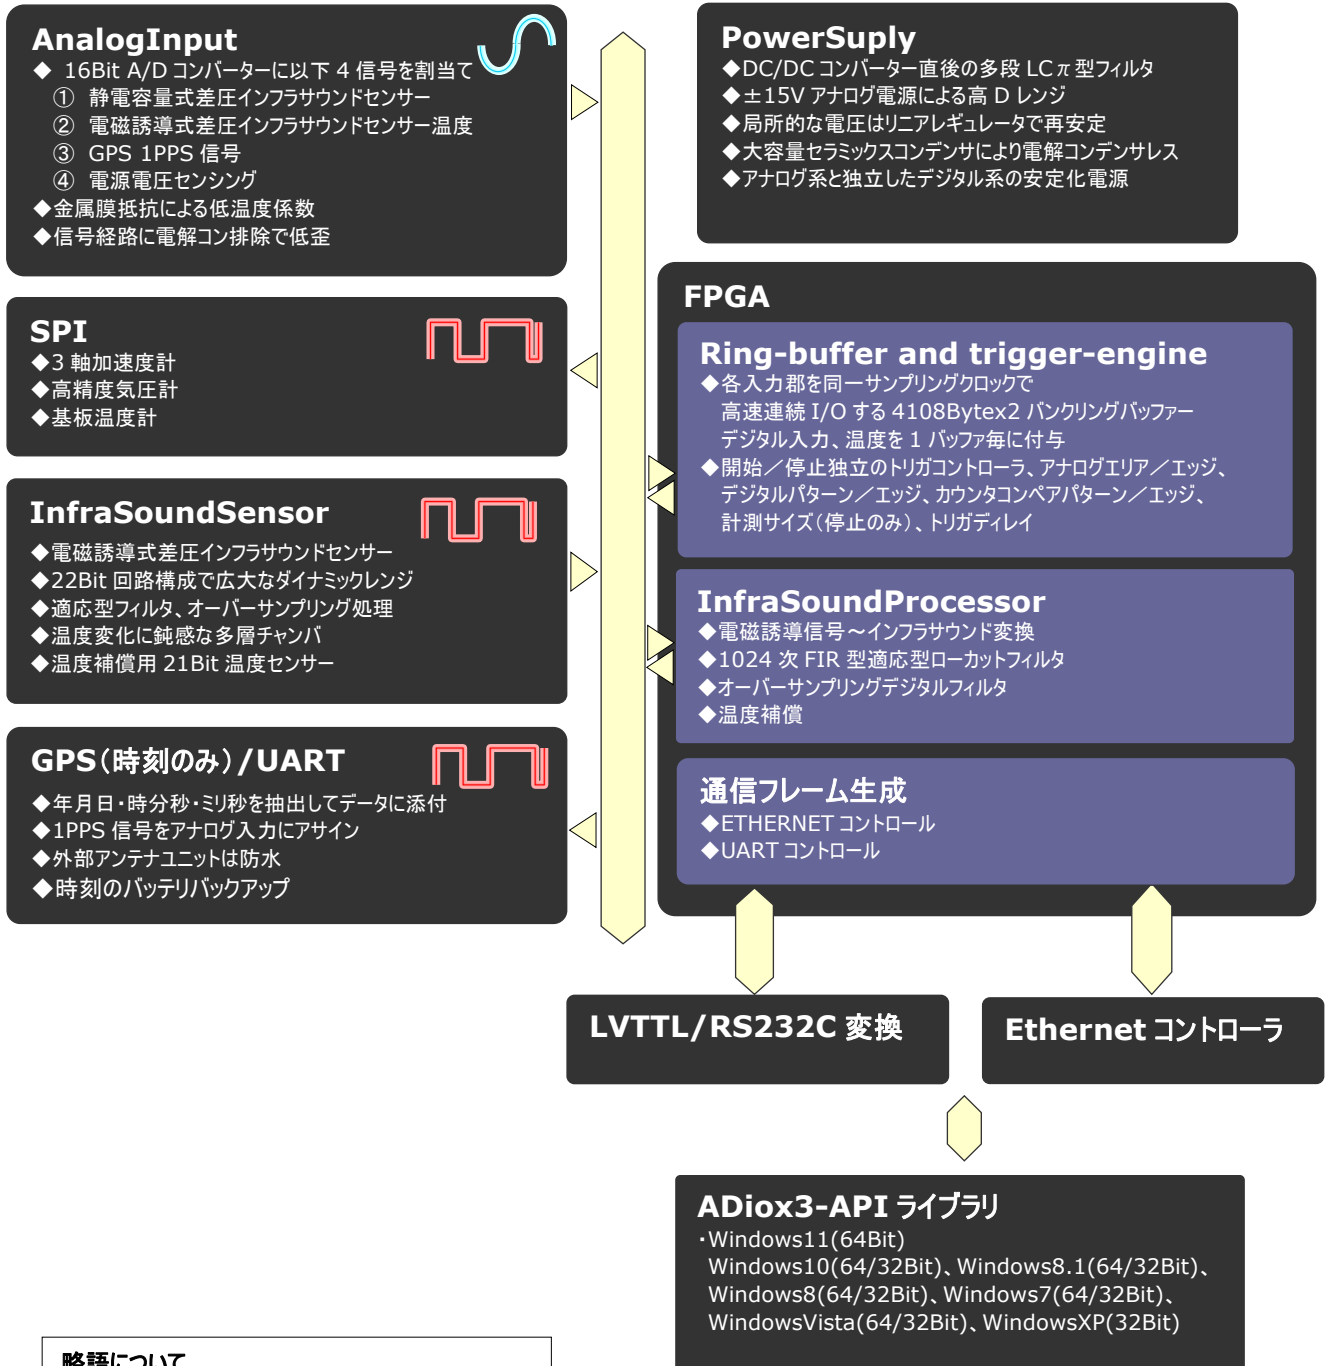 AnalogInput
◆ 16Bit A/D コンバーターに以下 4 信号を割当て
① 静電容量式差圧インフラサウンドセンサー
② 電磁誘導式差圧インフラサウンドセンサー温度
③ GPS 1PPS 信号
④ 電源電圧センシング
◆金属膜抵抗による低温度係数
◆信号経路に電解コン排除で低歪
PowerSuply
◆DC/DC コンバーター直後の多段 LCπ型フィルタ
◆±15V アナログ電源による高 D レンジ
◆局所的な電圧はリニアレギュレータで再安定
◆大容量セラミックスコンデンサにより電解コンデンサレス
◆アナログ系と独立したデジタル系の安定化電源
SPI
◆3 軸加速度計
◆高精度気圧計
◆基板温度計
InfraSoundSensor
◆電磁誘導式差圧インフラサウンドセンサー
◆22Bit 回路構成で広大なダイナミックレンジ
◆適応型フィルタ、オーバーサンプリング処理
◆温度変化に鈍感な多層チャンバ
◆温度補償用 21Bit 温度センサー
GPS(時刻のみ)/UART
◆年月日・時分秒・ミリ秒を抽出してデータに添付
◆1PPS 信号をアナログ入力にアサイン
◆外部アンテナユニットは防水
◆時刻のバッテリバックアップ
FPGA
Ring-buffer and trigger-engine
◆各入力郡を同一サンプリングクロックで
高速連続 I/O する 4108Bytex2 バンクリングバッファー
デジタル入力、温度を 1 バッファ毎に付与
◆開始／停止独立のトリガコントローラ、アナログエリア／エッジ、
デジタルパターン／エッジ、カウンタコンペアパターン／エッジ、
計測サイズ(停止のみ)、トリガディレイ
InfraSoundProcessor
◆電磁誘導信号～インフラサウンド変換
◆1024 次 FIR 型適応型ローカットフィルタ
◆オーバーサンプリングデジタルフィルタ
◆温度補償
通信フレーム生成
◆ETHERNET コントロール
◆UART コントロール
LVTTL/RS232C 変換
Ethernet コントローラ
ADiox3-API ライブラリ
・Windows11(64Bit)
Windows10(64/32Bit)、Windows8.1(64/32Bit)、
Windows8(64/32Bit)、Windows7(64/32Bit)、
WindowsVista(64/32Bit)、WindowsXP(32Bit)
略語について